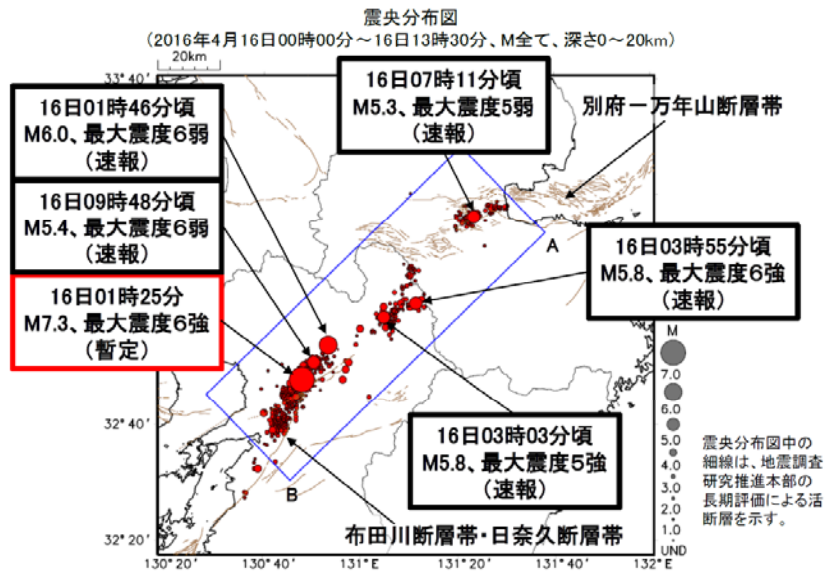 震央分布図
（2016年4月16日00時00分～16日13時30分、M全て、深さ0～20km）
20km
33°40'
16日07時11分頃
M5.3、最大震度5弱
（速報）
別府－万年山断層帯
16日01時46分頃
M6.0、最大震度６弱
（速報）
16日09時48分頃
M5.4、最大震度６弱
（速報）
16日01時25分
M7.3、最大震度６強
（暫定）
A
16日03時55分頃
M5.8、最大震度６強
（速報）
M
7.0
6.0
5.0
4.0
3.0
2.0
1.0
UND
32°40'
16日03時03分頃
M5.8、最大震度５強
（速報）
震央分布図中の
細線は、地震調査
研究推進本部の
長期評価による活
断層を示す。
B
布田川断層帯・日奈久断層帯
32°20'
130°20'
130°40'
131°E
131°20'
131°40'
132°E